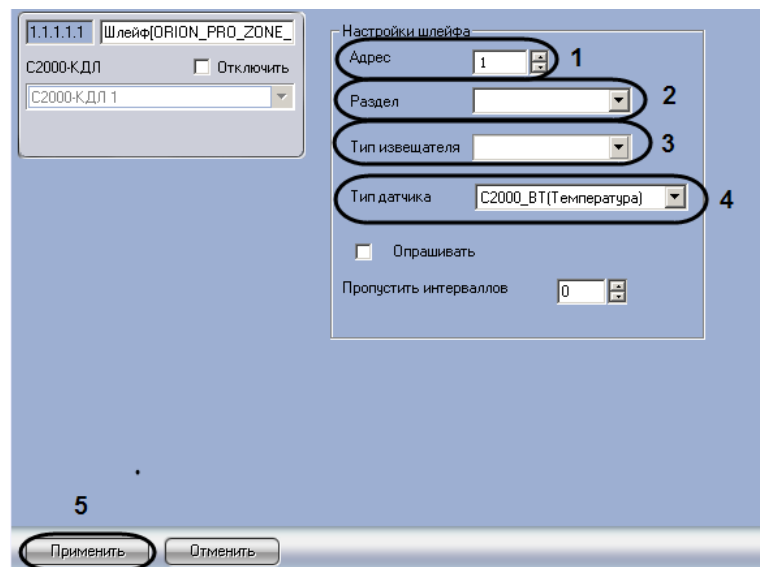 1.1.1.1.1 Шлейф[ORION_PRO_ZONE_
С2000-КДЛ Отключить
С2000-КДЛ 1
Настройки шлейфа
Адрес 1 1
Раздел 2
Тип извещателя 3
Тип датчика С2000_ВТ(Температура) 4
Опрашивать
Пропустить интерваллов 0
5
Применить Отменить